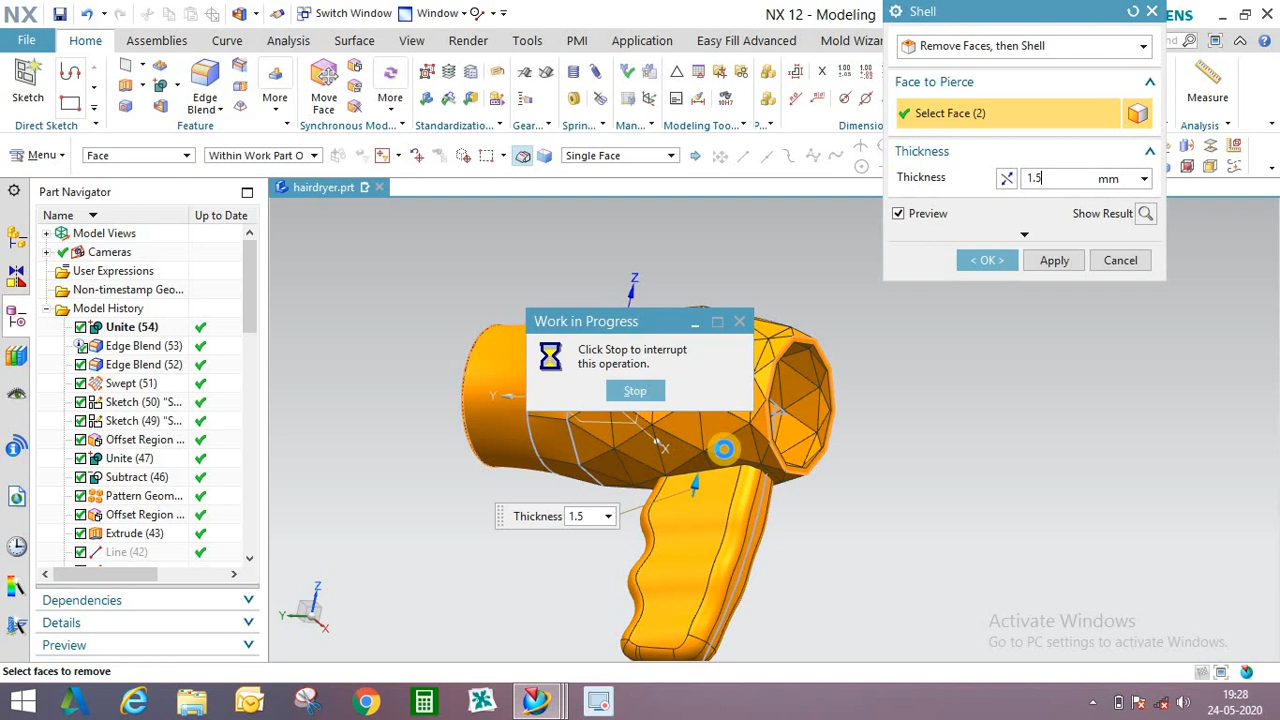 NX
Switch Window
Window
NX 12 - Modeling
ENS
Shell
File
Home
Assemblies
Curve
Analysis
Surface
View
Render
Tools
PMI
Application
Easy Fill Advanced
Mold Wizard
Remove Faces, then Shell
Sketch
Edge
Blend
More
Move
Face
More
Measure
Face to Pierce
Select Face (2)
Direct Sketch
Feature
Synchronous Mod...
Gear...
Sprin...
Man...
Modeling Too...
P...
Dimensio
Analysis
Menu
Face
Within Work Part O
Single Face
Thickness
Thickness
1.5
mm
Preview
Show Result
< OK >
Apply
Cancel
Part Navigator
hairdryer.prt
Name
Up to Date
Model Views
Cameras
User Expressions
Non-timestamp Geo...
Model History
Unite (54)
Edge Blend (53)
Edge Blend (52)
Swept (51)
Sketch (50) "S
Sketch (49) "S
Offset Region
Unite (47)
Subtract (46)
Pattern Geom...
Offset Region
Extrude (43)
Line (42)
Dependencies
Details
Preview
Z
Work in Progress
Click Stop to interrupt
this operation.
Stop
Y
X
Thickness
1.5
Z
Y
X
Activate Windows
Go to PC settings to activate Windows.
Select faces to remove
19:28
24-05-2020